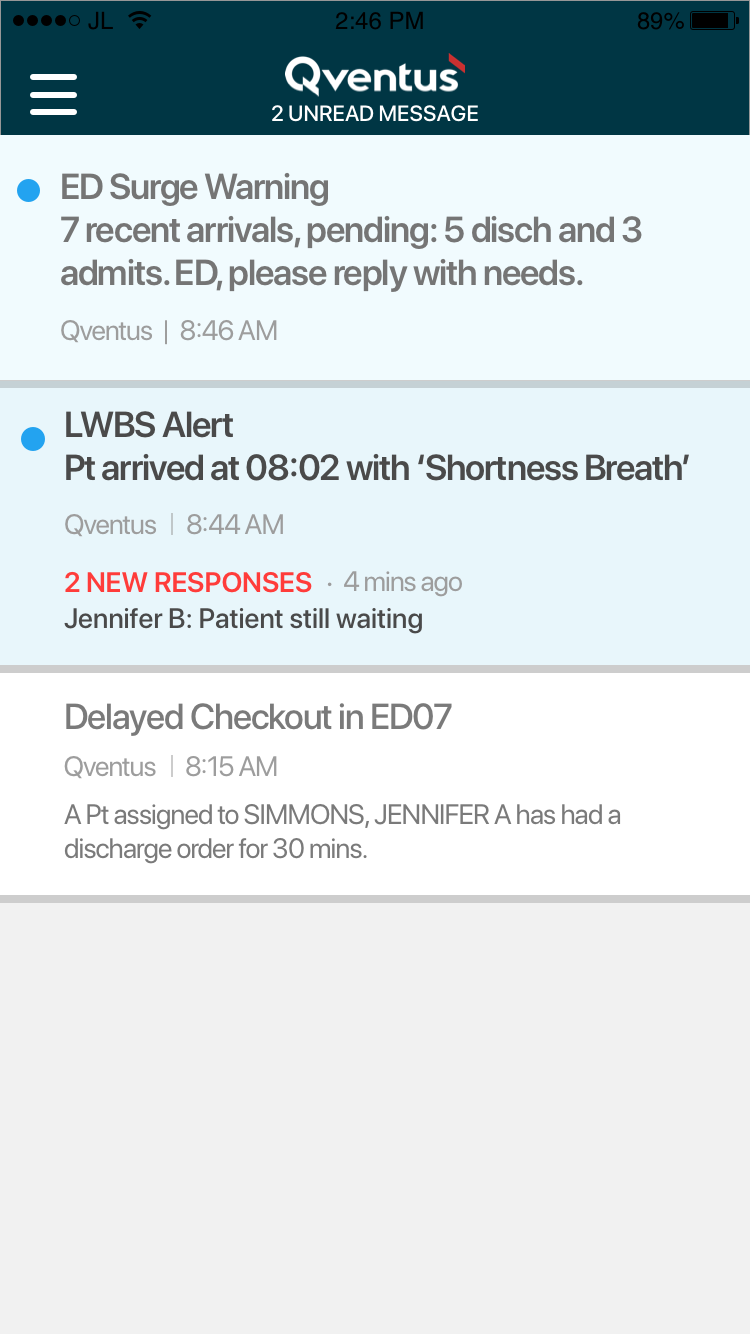 JL 2:46 PM 89%
Qventus
2 UNREAD MESSAGE
ED Surge Warning
7 recent arrivals, pending: 5 disch and 3
admits. ED, please reply with needs.
Qventus | 8:46 AM
LWBS Alert
Pt arrived at 08:02 with ‘Shortness Breath’
Qventus | 8:44 AM
2 NEW RESPONSES · 4 mins ago
Jennifer B: Patient still waiting
Delayed Checkout in ED07
Qventus | 8:15 AM
A Pt assigned to SIMMONS, JENNIFER A has had a
discharge order for 30 mins.